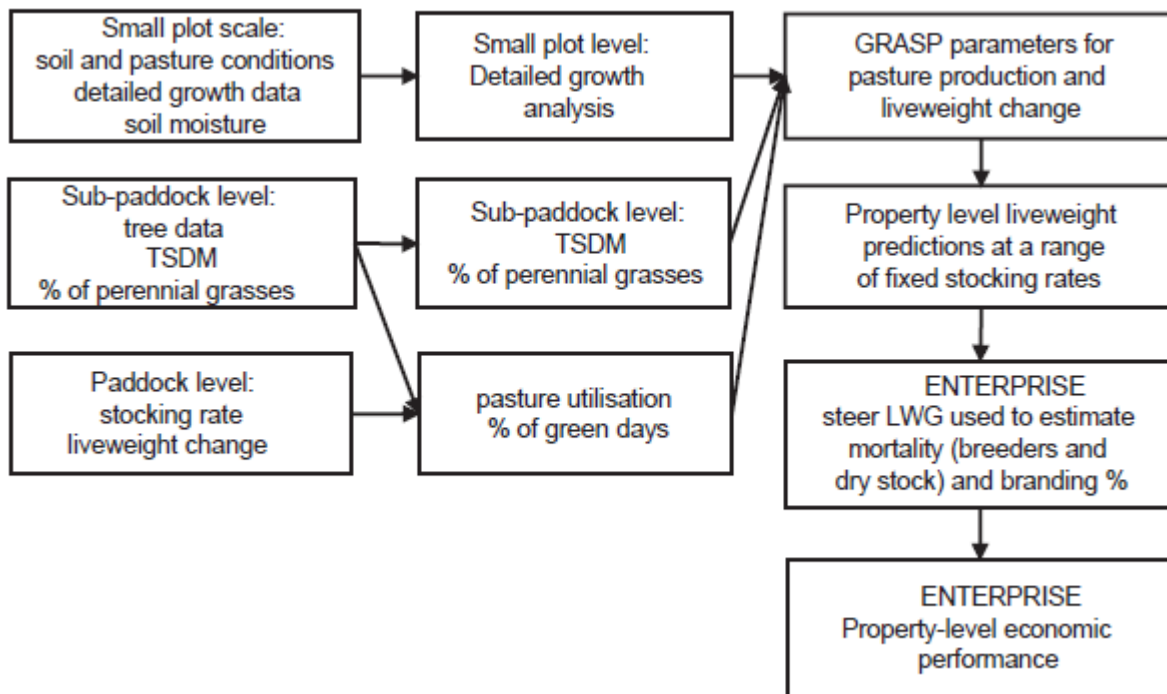 Small plot scale:
soil and pasture conditions
detailed growth data
soil moisture
Small plot level:
Detailed growth
analysis
GRASP parameters for
pasture production and
liveweight change
Sub-paddock level:
tree data
TSDM
% of perennial grasses
Sub-paddock level:
TSDM
% of perennial grasses
Property level liveweight
predictions at a range
of fixed stocking rates
Paddock level:
stocking rate
liveweight change
pasture utilisation
% of green days
ENTERPRISE
steer LWG used to estimate
mortality (breeders and
dry stock) and branding %
ENTERPRISE
Property-level economic
performance